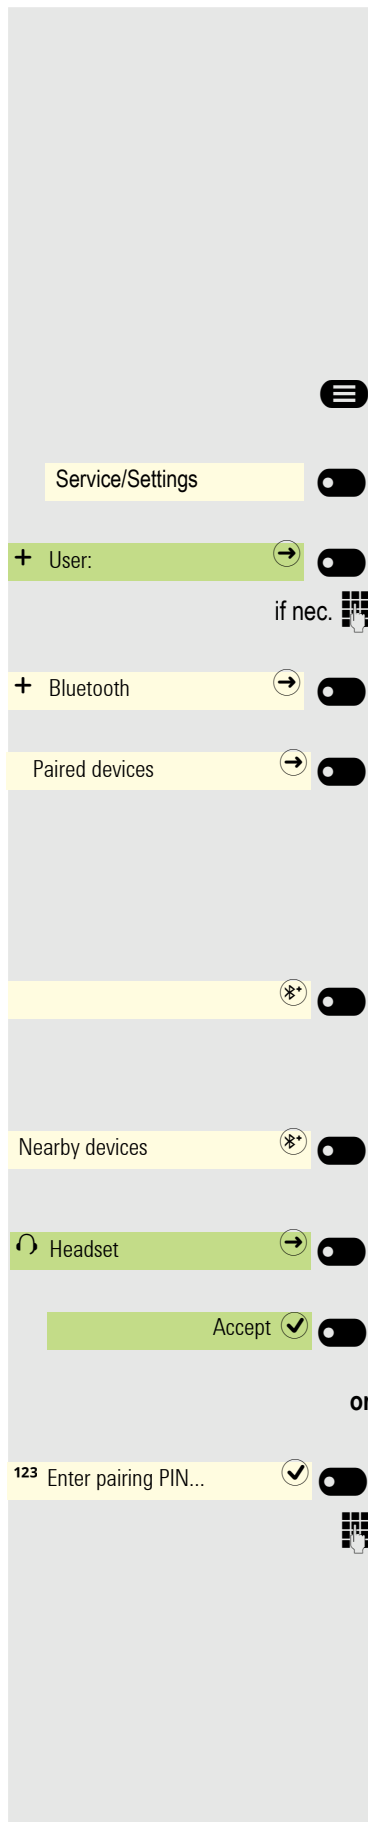 Service/Settings
User:
if nec.
Bluetooth
Paired devices
Nearby devices
Headset
Accept
or
123 Enter pairing PIN...